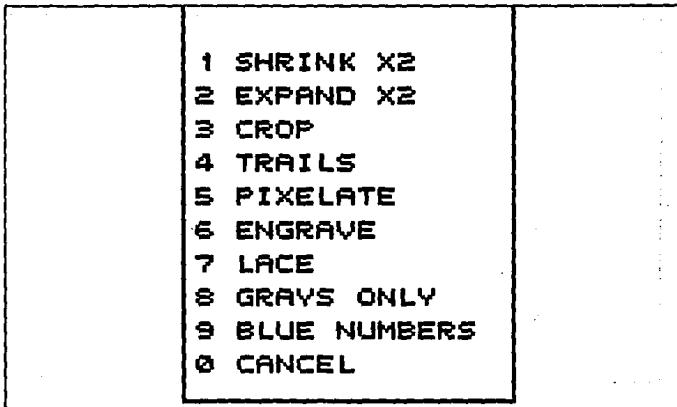 1 SHRINK X2
2 EXPAND X2
3 CROP
4 TRAILS
5 PIXELATE
6 ENGRAVE
7 LACE
8 GRAYS ONLY
9 BLUE NUMBERS
0 CANCEL